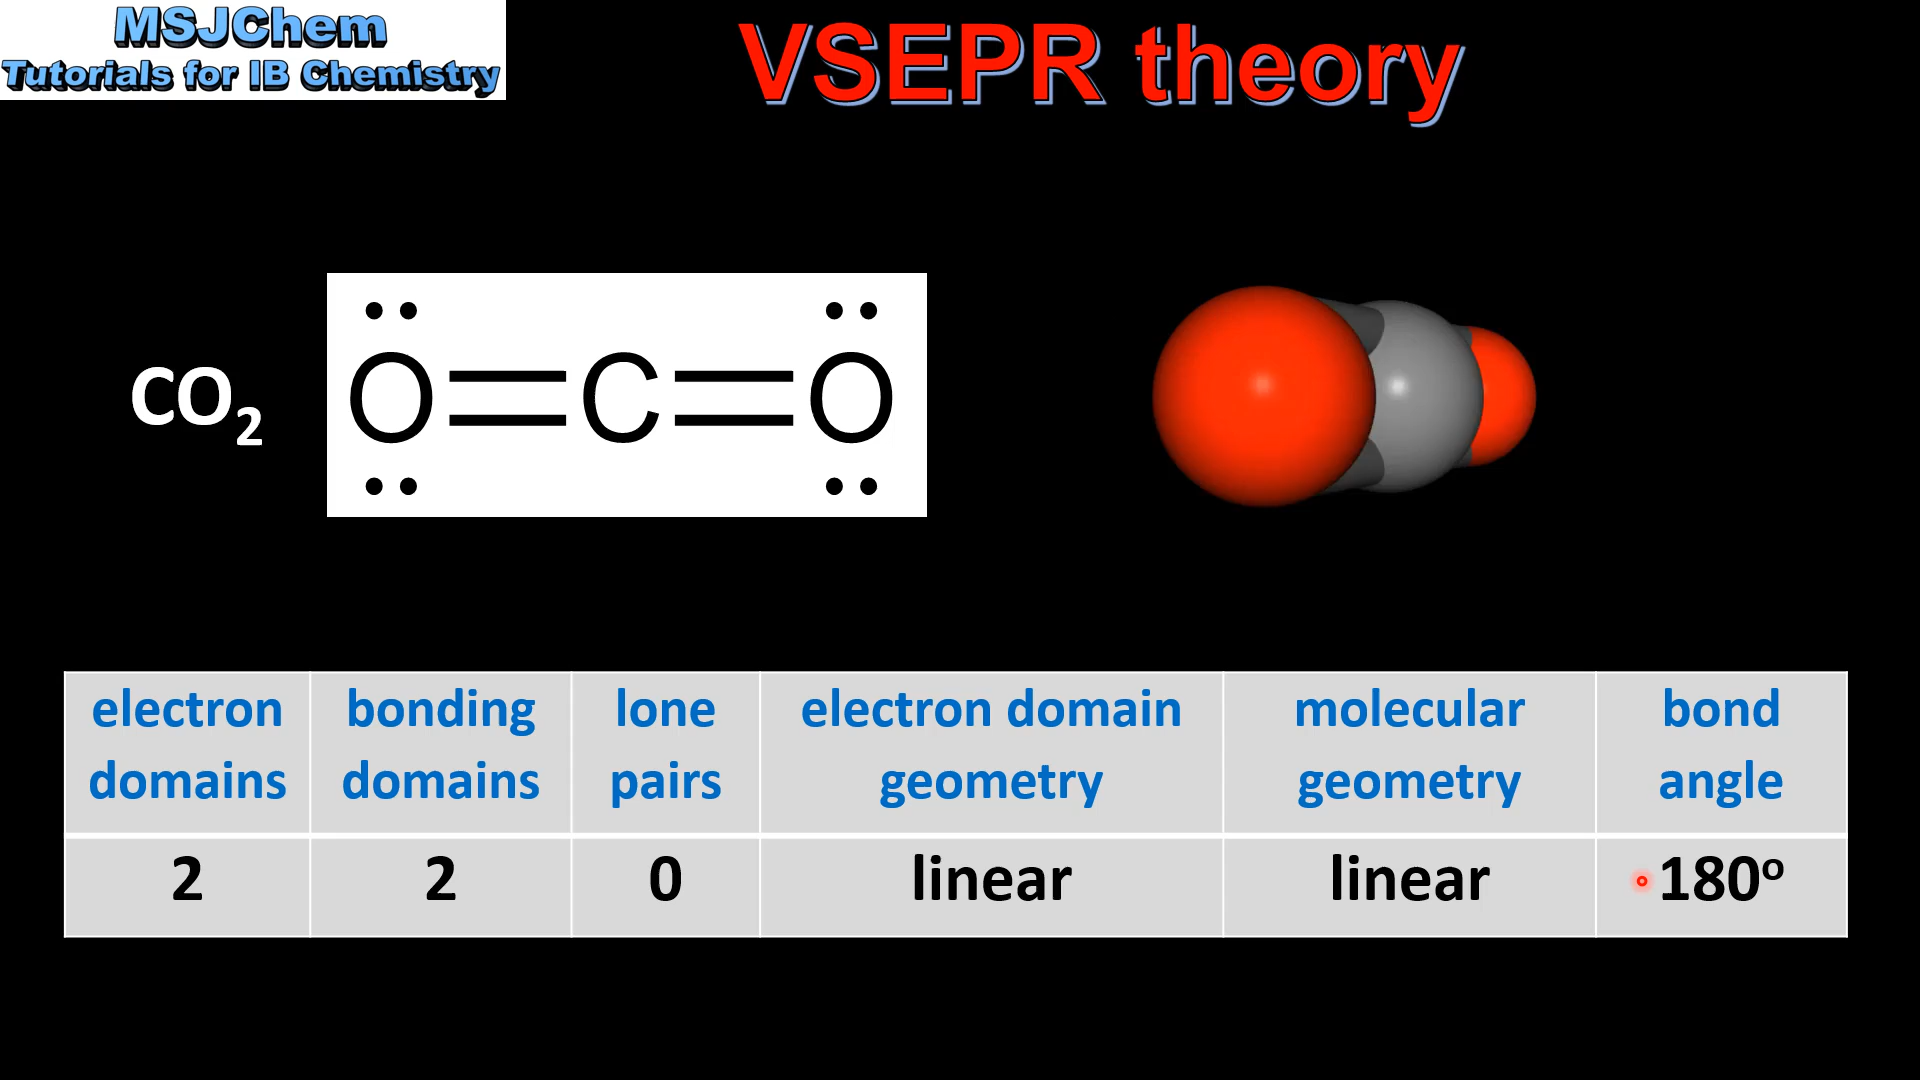 MSJChem
Tutorials for IB Chemistry
VSEPR theory
CO₂
O=C=O
electron domains
bonding domains
lone pairs
electron domain geometry
molecular geometry
bond angle
2
2
0
linear
linear
180º